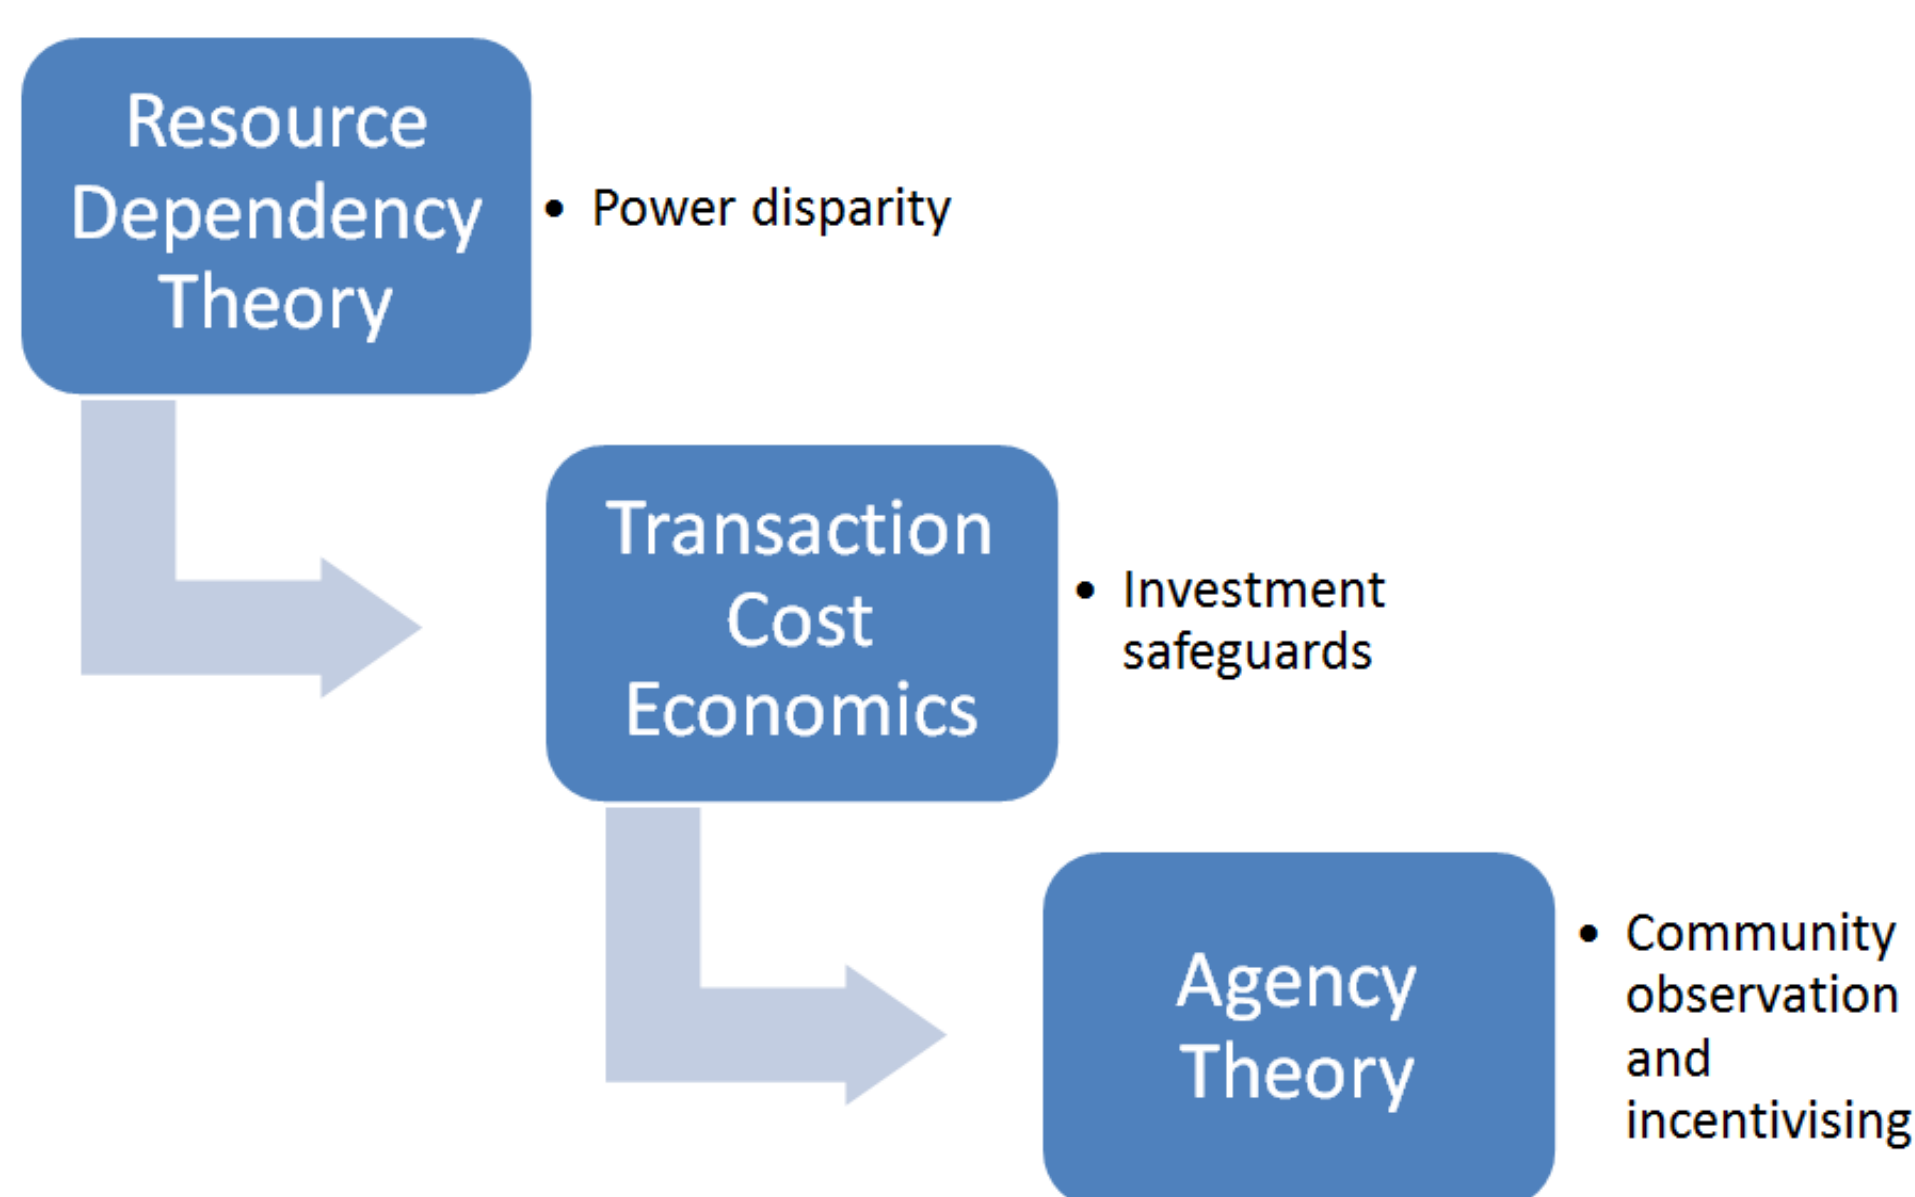 Resource
Dependency
Theory
• Power disparity
Transaction
Cost
Economics
• Investment
safeguards
Agency
Theory
• Community
observation
and
incentivising